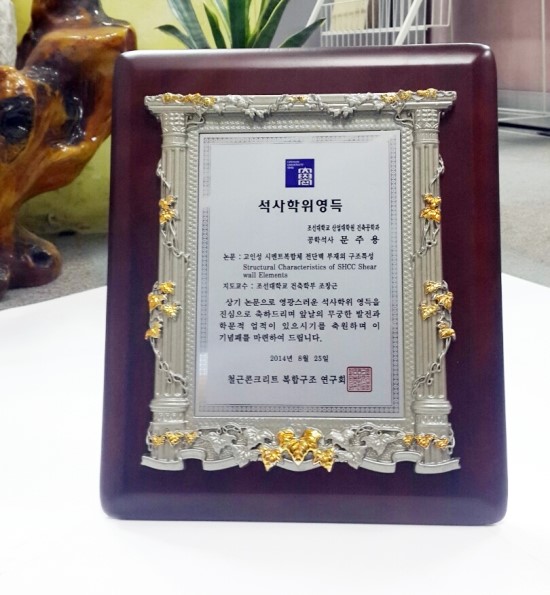 석사학위영득
조선대학교 산업대학원 건축공학과
공학석사 문 주 용
논문 : 고인성 시멘트복합체 전단벽 부재의 구조특성
Structural Characteristics of SHCC Shear
wall Elements
지도교수 : 조선대학교 건축학부 조창근
상기 논문으로 영광스러운 석사학위 영득을
진심으로 축하드리며 앞날의 무궁한 발전과
학문적 업적이 있으시기를 축원하며 이
기념패를 마련하여 드립니다.
2014년 8월 25일
철근콘크리트 복합구조 연구회